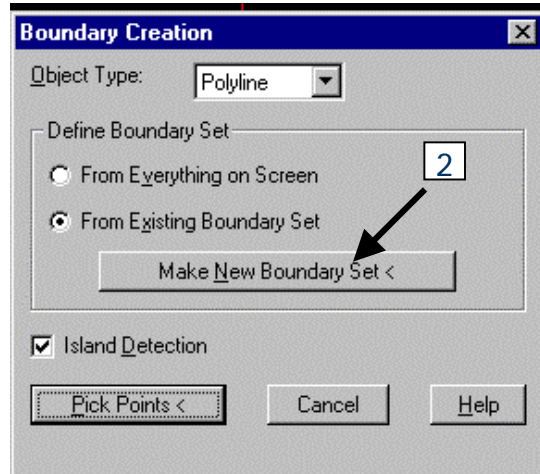 Boundary Creation
Object Type: Polyline
Define Boundary Set
From Everything on Screen
2
From Existing Boundary Set
Make New Boundary Set <
Island Detection
Pick Points < Cancel Help